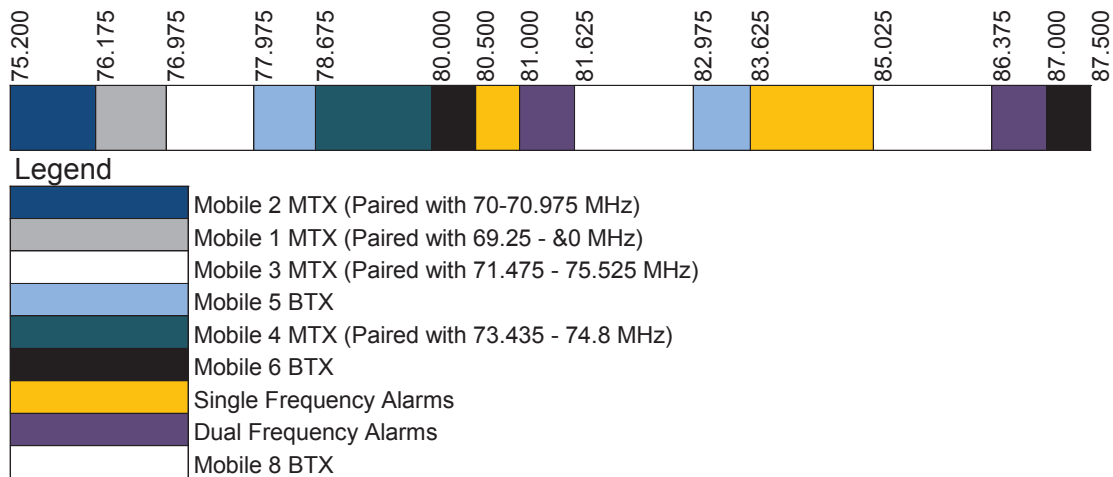 75.200
76.175
76.975
77.975
78.675
80.000
80.500
81.000
81.625
82.975
83.625
85.025
86.375
87.000
87.500
Legend
Mobile 2 MTX (Paired with 70-70.975 MHz)
Mobile 1 MTX (Paired with 69.25 - &0 MHz)
Mobile 3 MTX (Paired with 71.475 - 75.525 MHz)
Mobile 5 BTX
Mobile 4 MTX (Paired with 73.435 - 74.8 MHz)
Mobile 6 BTX
Single Frequency Alarms
Dual Frequency Alarms
Mobile 8 BTX